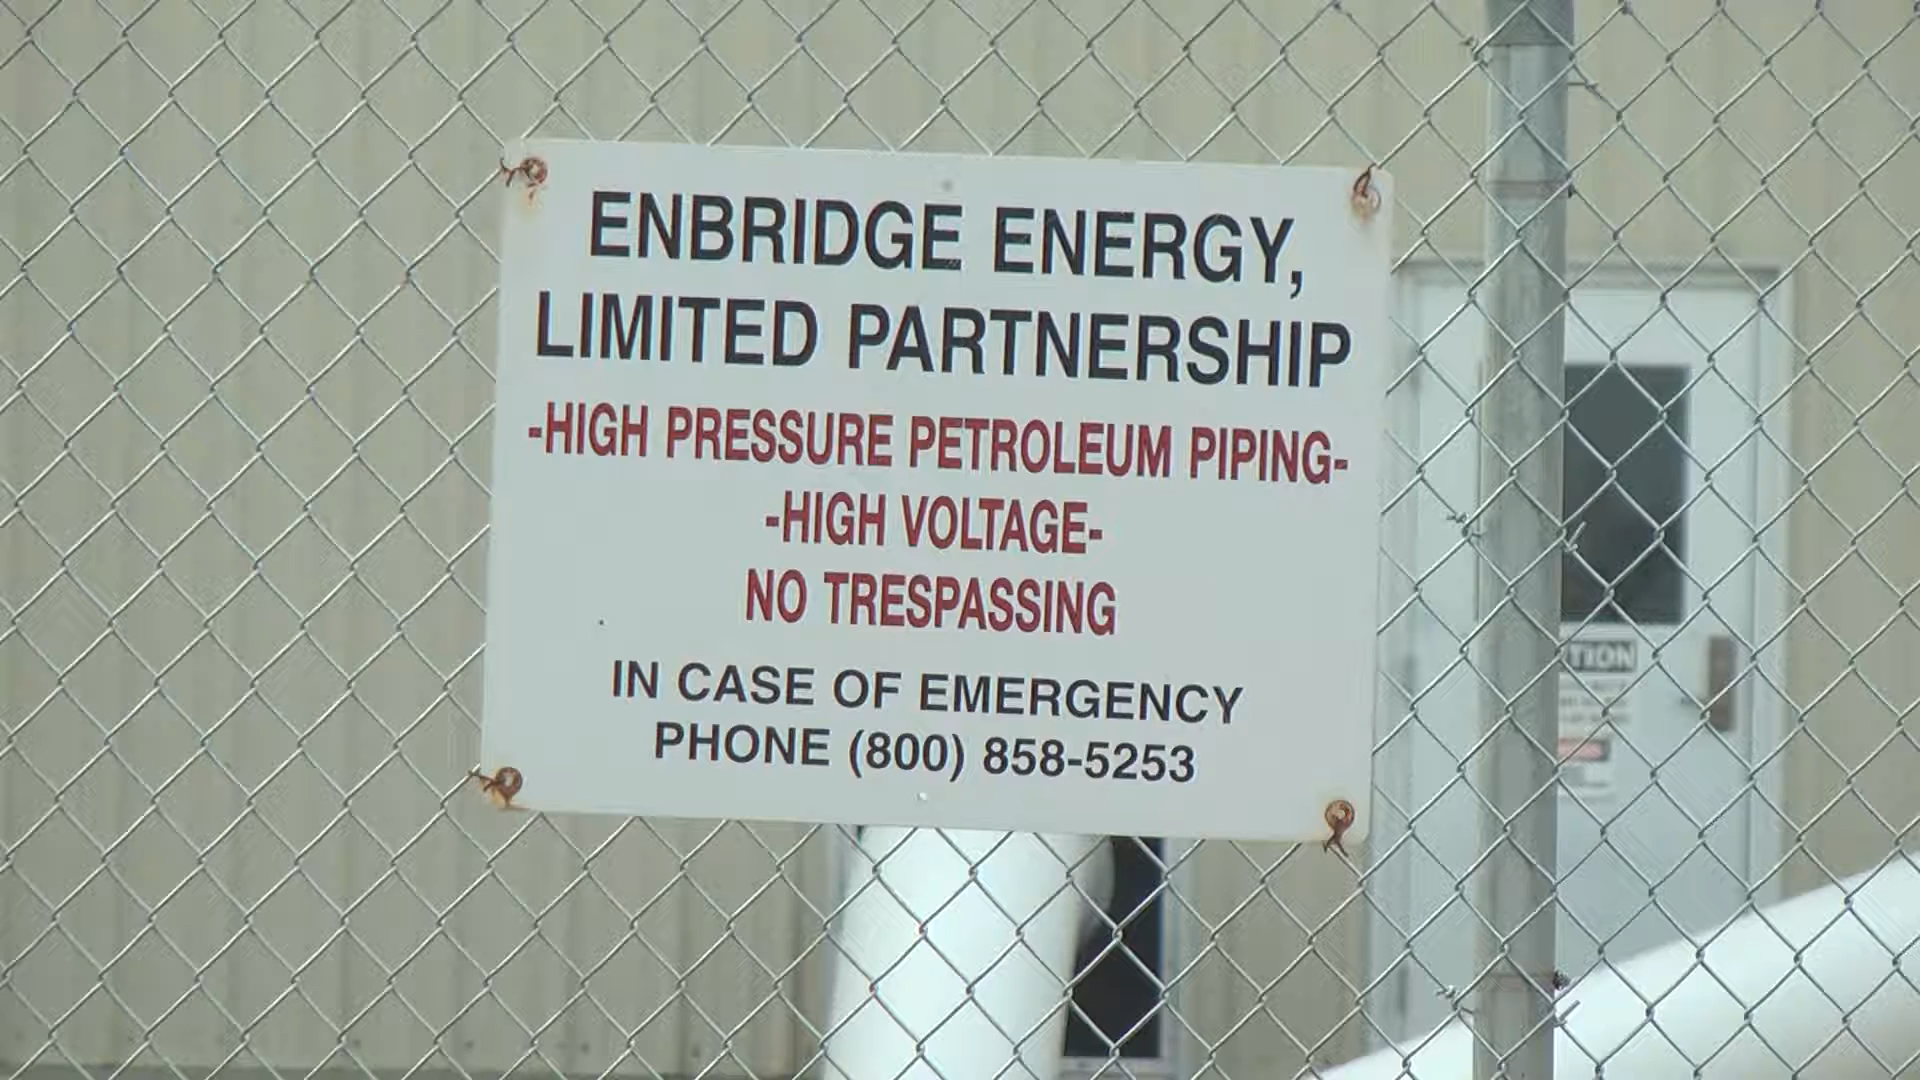 ENBRIDGE ENERGY,
LIMITED PARTNERSHIP
-HIGH PRESSURE PETROLEUM PIPING-
-HIGH VOLTAGE-
NO TRESPASSING
IN CASE OF EMERGENCY
PHONE (800) 858-5253